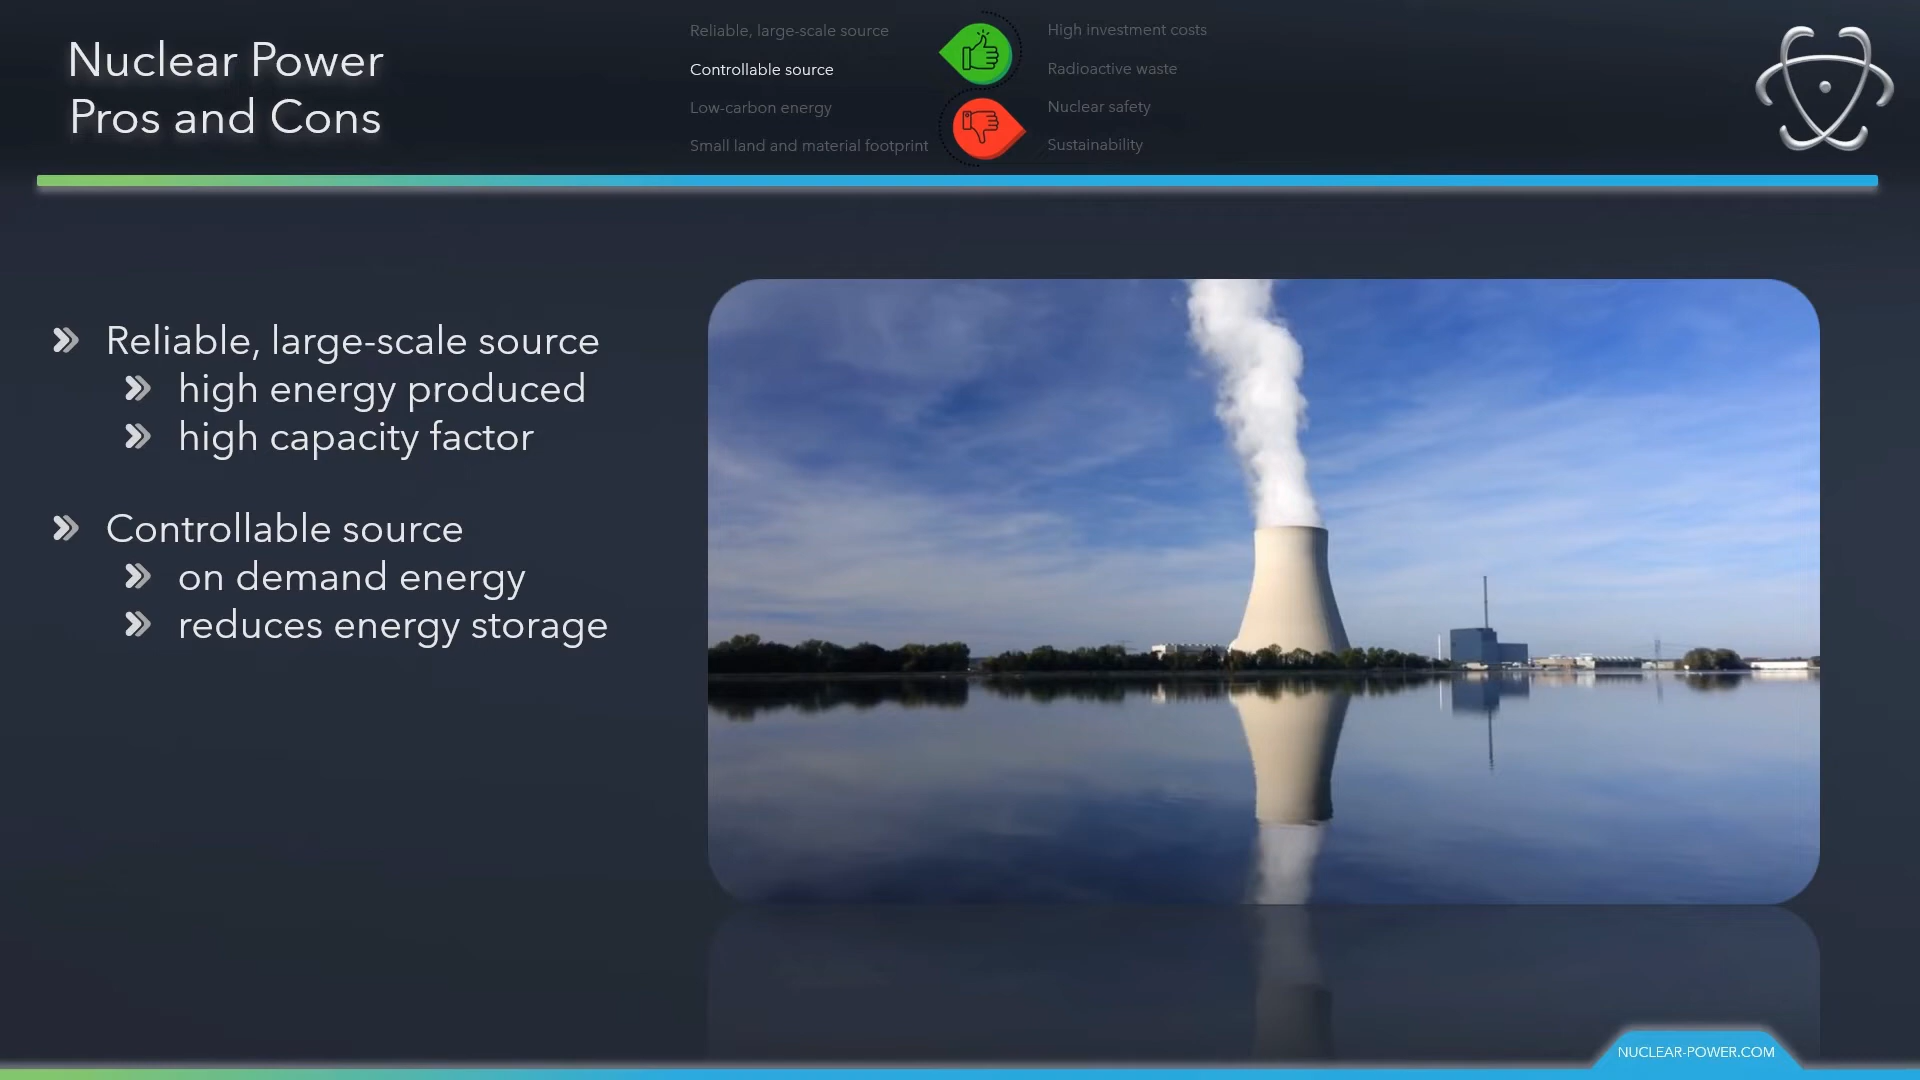 Nuclear Power
Pros and Cons
Reliable, large-scale source
Controllable source
Low-carbon energy
Small land and material footprint
High investment costs
Radioactive waste
Nuclear safety
Sustainability
Reliable, large-scale source
high energy produced
high capacity factor
Controllable source
on demand energy
reduces energy storage
NUCLEAR-POWER.COM